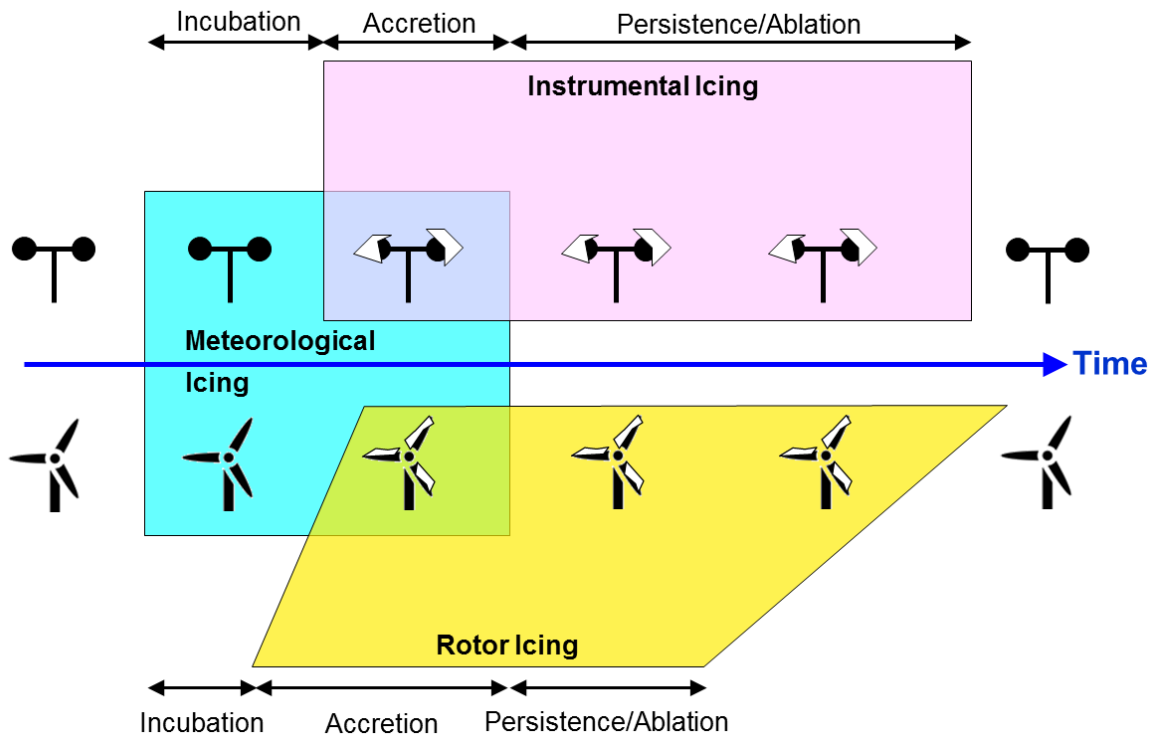 Incubation
Accretion
Persistence/Ablation
Instrumental Icing
Meteorological
Icing
Time
Rotor Icing
Incubation
Accretion
Persistence/Ablation